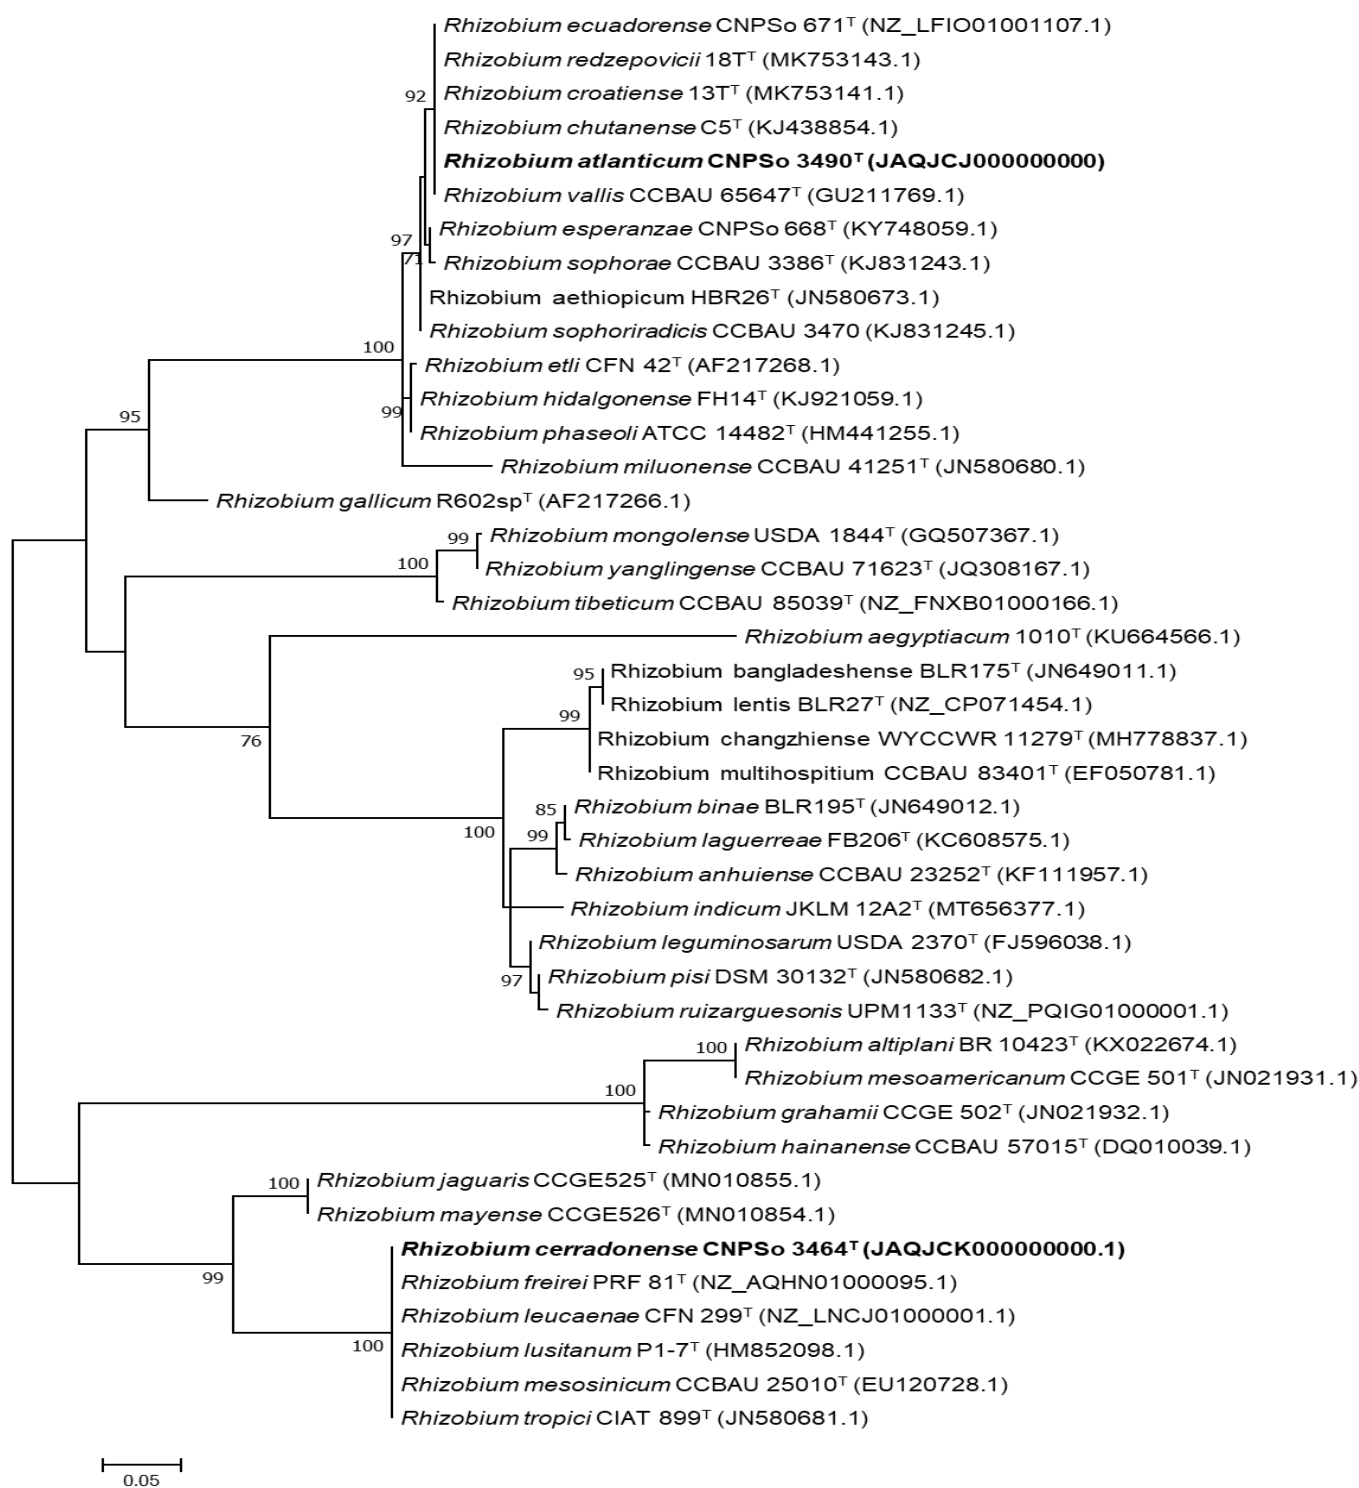 Rhizobium ecuadorense CNPSo 671ᵀ (NZ_LFIO01001107.1)
Rhizobium redzepovicii 18Tᵀ (MK753143.1)
92
Rhizobium croatiense 13Tᵀ (MK753141.1)
Rhizobium chutanense C5ᵀ (KJ438854.1)
Rhizobium atlanticum CNPSo 3490ᵀ (JAQJCJ000000000)
Rhizobium vallis CCBAU 65647ᵀ (GU211769.1)
Rhizobium esperanzae CNPSo 668ᵀ (KY748059.1)
97
71
Rhizobium sophorae CCBAU 3386ᵀ (KJ831243.1)
Rhizobium aethiopicum HBR26ᵀ (JN580673.1)
Rhizobium sophoriradicis CCBAU 3470 (KJ831245.1)
100
Rhizobium etli CFN 42ᵀ (AF217268.1)
Rhizobium hidalgonense FH14ᵀ (KJ921059.1)
99
Rhizobium phaseoli ATCC 14482ᵀ (HM441255.1)
95
Rhizobium miluonense CCBAU 41251ᵀ (JN580680.1)
Rhizobium gallicum R602spᵀ (AF217266.1)
99
Rhizobium mongolense USDA 1844ᵀ (GQ507367.1)
100
Rhizobium yanglingense CCBAU 71623ᵀ (JQ308167.1)
Rhizobium tibeticum CCBAU 85039ᵀ (NZ_FNXB01000166.1)
Rhizobium aegyptiacum 1010ᵀ (KU664566.1)
95
Rhizobium bangladeshense BLR175ᵀ (JN649011.1)
Rhizobium lentis BLR27ᵀ (NZ_CP071454.1)
99
76
Rhizobium changzhiense WYCCWR 11279ᵀ (MH778837.1)
Rhizobium multihospitium CCBAU 83401ᵀ (EF050781.1)
85
Rhizobium binae BLR195ᵀ (JN649012.1)
100
99
Rhizobium laguerreae FB206ᵀ (KC608575.1)
Rhizobium anhuiense CCBAU 23252ᵀ (KF111957.1)
Rhizobium indicum JKLM 12A2ᵀ (MT656377.1)
Rhizobium leguminosarum USDA 2370ᵀ (FJ596038.1)
97
Rhizobium pisi DSM 30132ᵀ (JN580682.1)
Rhizobium ruizarguesonis UPM1133ᵀ (NZ_PQIG01000001.1)
100
Rhizobium altiplani BR 10423ᵀ (KX022674.1)
Rhizobium mesoamericanum CCGE 501ᵀ (JN021931.1)
100
Rhizobium grahamii CCGE 502ᵀ (JN021932.1)
Rhizobium hainanense CCBAU 57015ᵀ (DQ010039.1)
100
Rhizobium jaguaris CCGE525ᵀ (MN010855.1)
Rhizobium mayense CCGE526ᵀ (MN010854.1)
Rhizobium cerradonense CNPSo 3464ᵀ (JAQJCK000000000.1)
99
Rhizobium freirei PRF 81ᵀ (NZ_AQHN01000095.1)
Rhizobium leucaenae CFN 299ᵀ (NZ_LNCJ01000001.1)
100
Rhizobium lusitanum P1-7ᵀ (HM852098.1)
Rhizobium mesosinicum CCBAU 25010ᵀ (EU120728.1)
Rhizobium tropici CIAT 899ᵀ (JN580681.1)
0.05